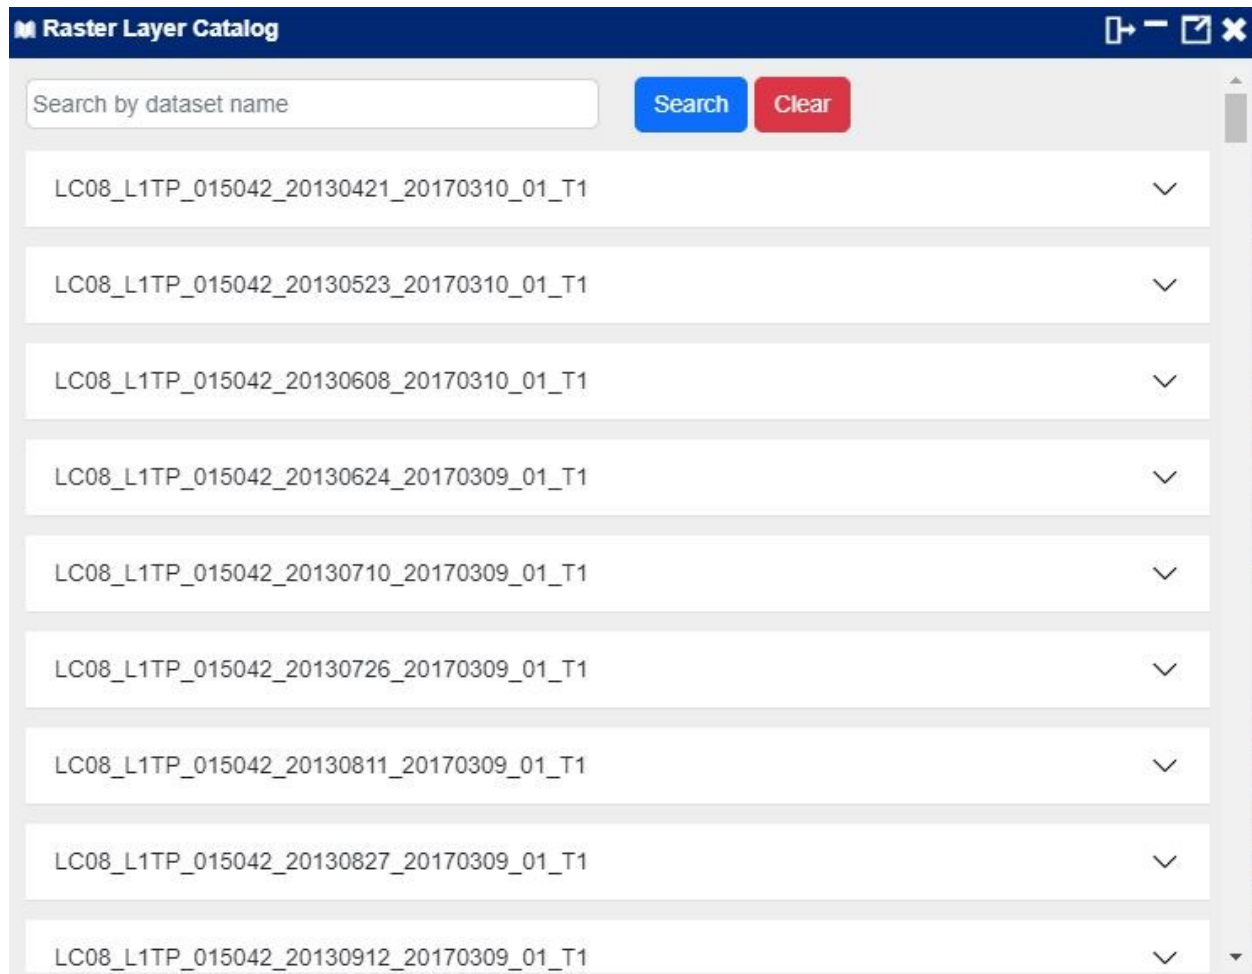 Raster Layer Catalog
Search by dataset name Search Clear
LC08_L1TP_015042_20130421_20170310_01_T1
LC08_L1TP_015042_20130523_20170310_01_T1
LC08_L1TP_015042_20130608_20170310_01_T1
LC08_L1TP_015042_20130624_20170309_01_T1
LC08_L1TP_015042_20130710_20170309_01_T1
LC08_L1TP_015042_20130726_20170309_01_T1
LC08_L1TP_015042_20130811_20170309_01_T1
LC08_L1TP_015042_20130827_20170309_01_T1
LC08_L1TP_015042_20130912_20170309_01_T1